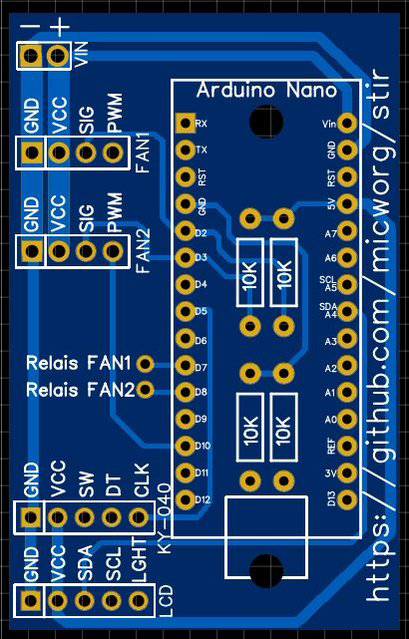 − +
VIN
GND VCC SIG PWM
FAN1
GND VCC SIG PWM
FAN2
Relais FAN1
Relais FAN2
GND VCC SW DT CLK
KY-040
GND VCC SDA SCL LGHT
LCD
Arduino Nano
RX
TX
RST
GND
D2
D3
D4
D5
D6
D7
D8
D9
D10
D11
D12
Vin
GND
RST
5V
A7
A6
SCL
A5
SDA
A4
A3
A2
A1
A0
REF
3V
D13
10K 10K
10K 10K
https://github.com/micworg/stir